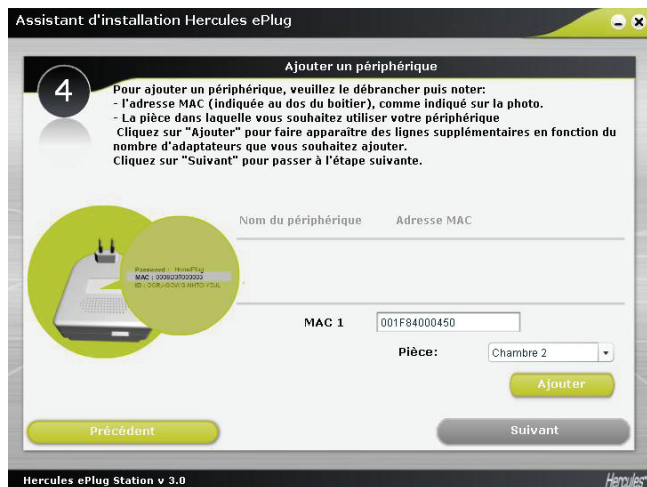 Assistant d'installation Hercules ePlug
Ajouter un périphérique
4
Pour ajouter un périphérique, veuillez le débrancher puis noter:
- l'adresse MAC (indiquée au dos du boitier), comme indiqué sur la photo.
- La pièce dans laquelle vous souhaitez utiliser votre périphérique
Cliquez sur "Ajouter" pour faire apparaître des lignes supplémentaires en fonction du
nombre d'adaptateurs que vous souhaitez ajouter.
Cliquez sur "Suivant" pour passer à l'étape suivante.
Nom du périphérique Adresse MAC
Password : HomePlug
MAC :
ID :
MAC 1 001F84000450
Pièce: Chambre 2
Ajouter
Précédent Suivant
Hercules ePlug Station v 3.0 Hercules